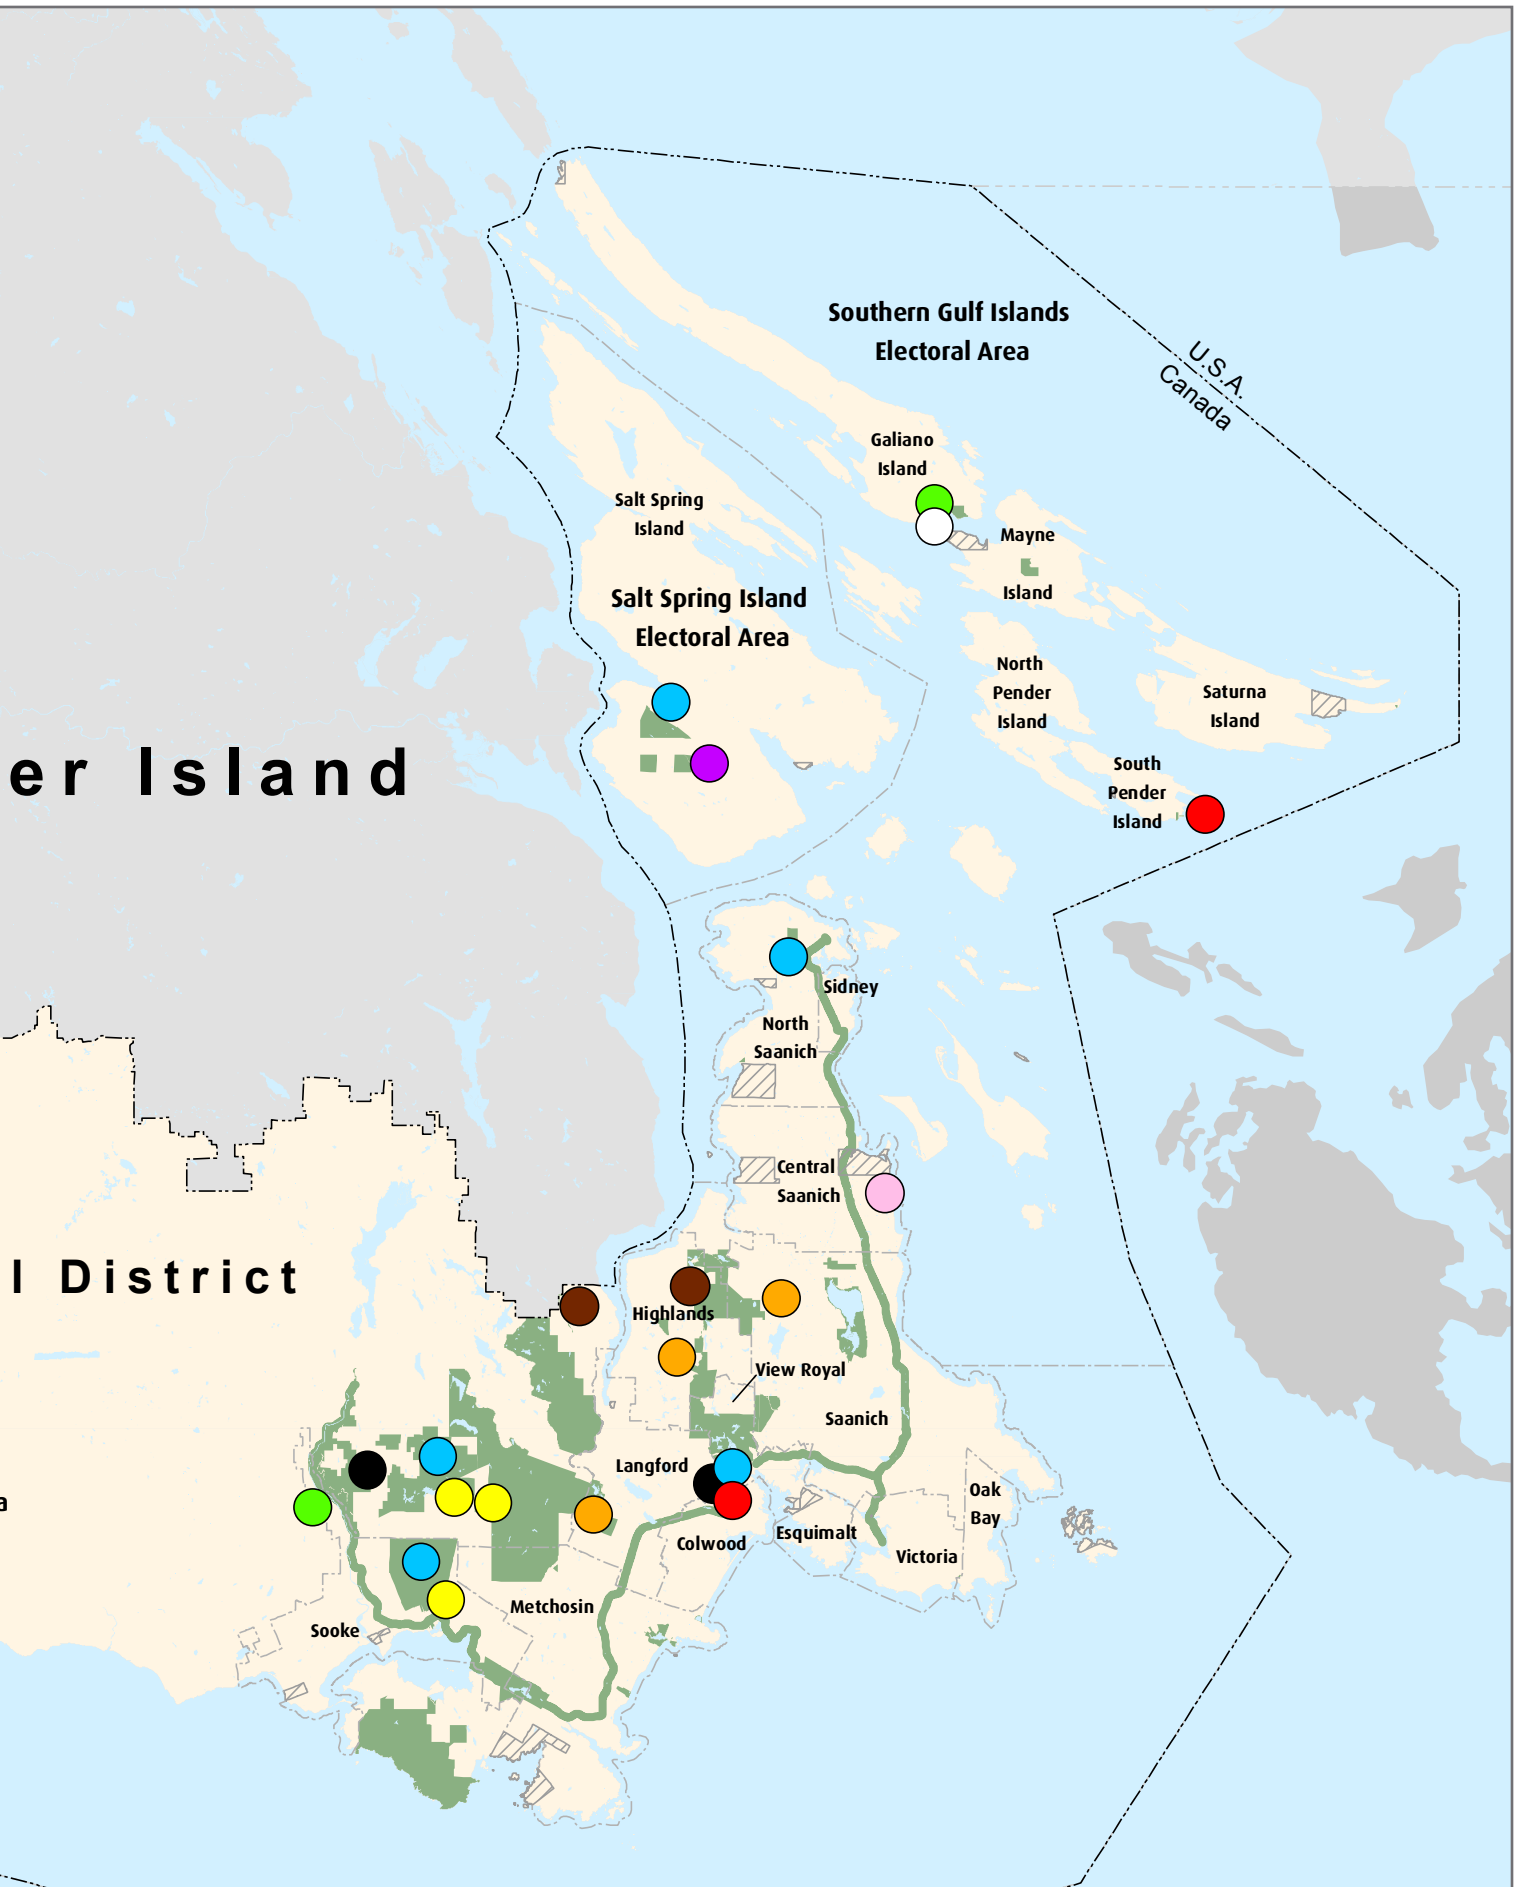 Southern Gulf Islands
Electoral Area
U.S.A.
Canada
Galiano
Island
Salt Spring
Island
Mayne
Island
Salt Spring Island
Electoral Area
North
Pender
Island
Saturna
Island
er Island
South
Pender
Island
Sidney
North
Saanich
Central
Saanich
l District
Highlands
View Royal
Saanich
Langford
Oak
Bay
a
Esquimalt
Colwood
Victoria
Metchosin
Sooke